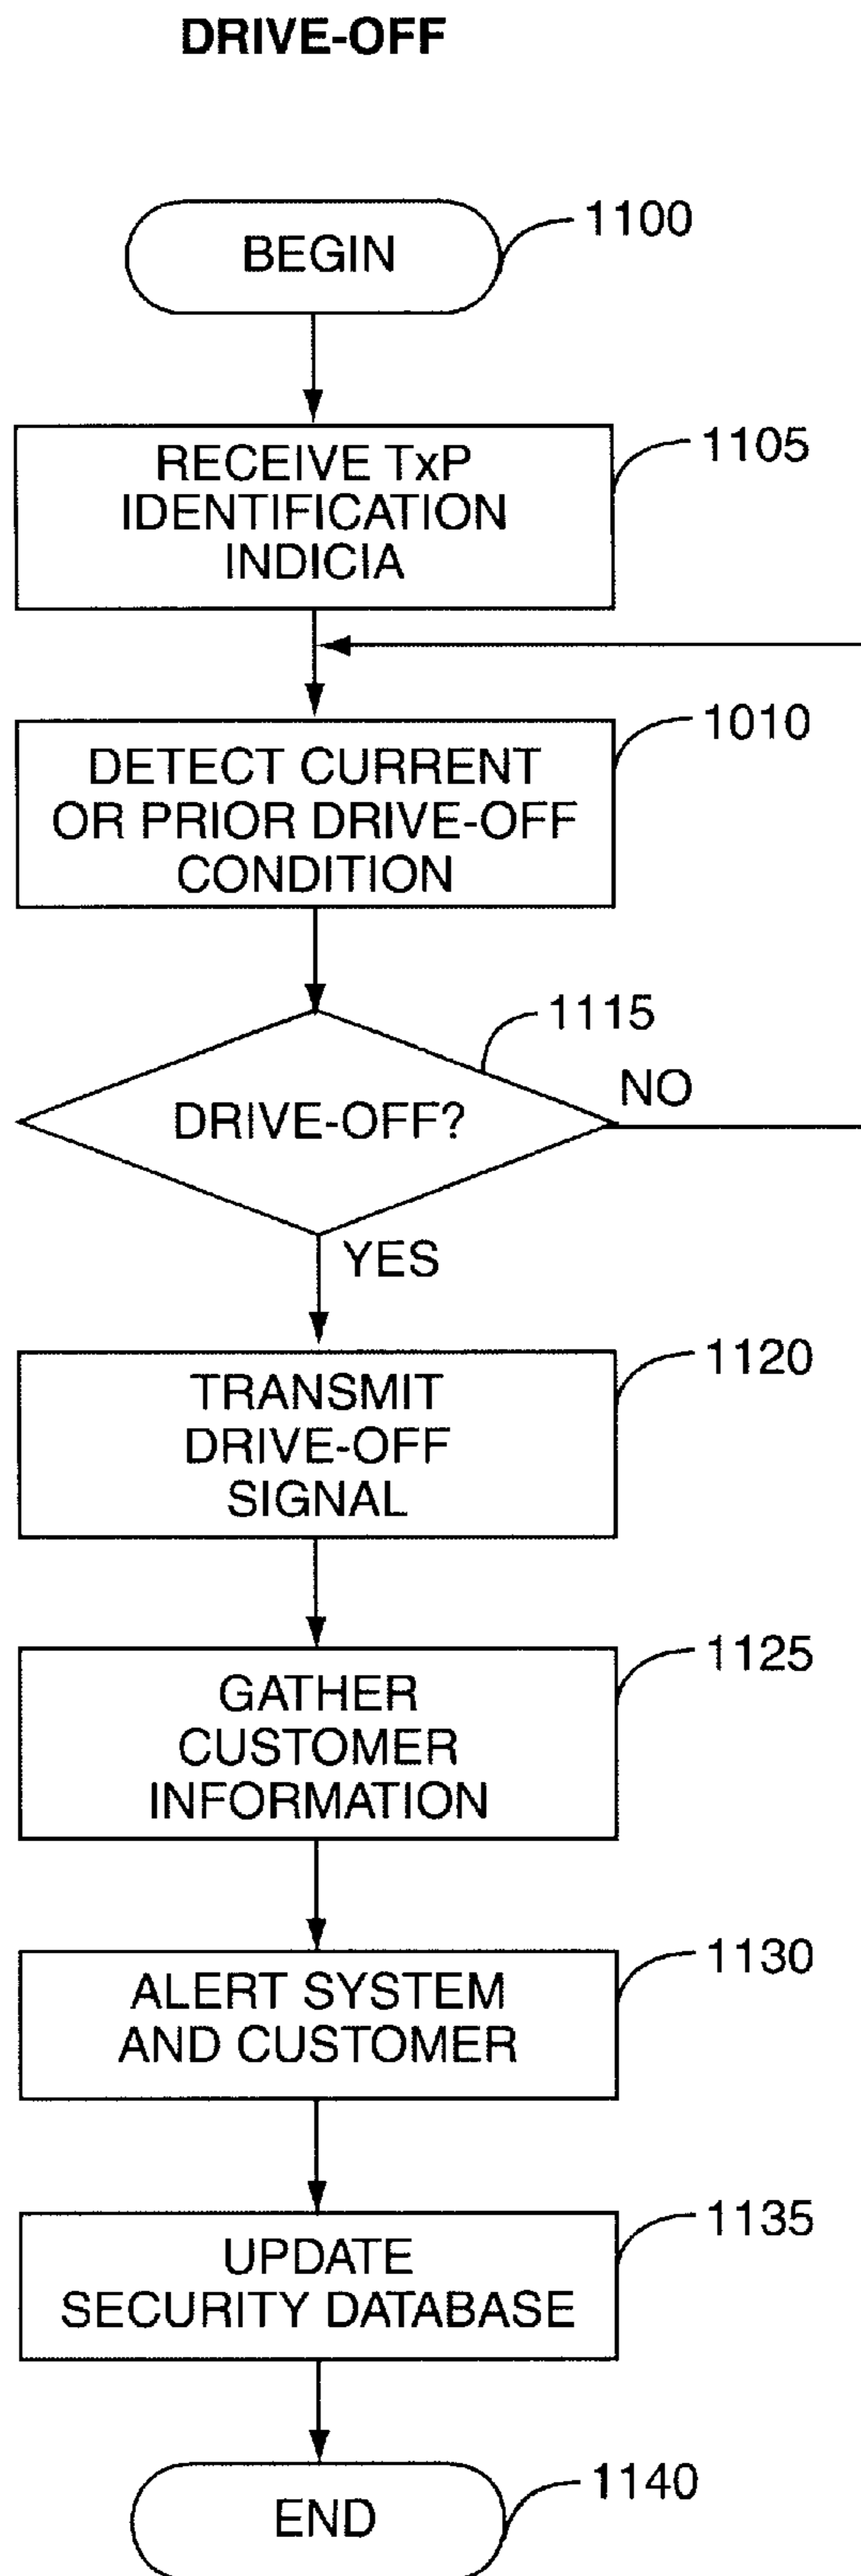 DRIVE-OFF
BEGIN
1100
RECEIVE TxP
IDENTIFICATION
INDICIA
1105
DETECT CURRENT
OR PRIOR DRIVE-OFF
CONDITION
1010
DRIVE-OFF?
1115
NO
YES
TRANSMIT
DRIVE-OFF
SIGNAL
1120
GATHER
CUSTOMER
INFORMATION
1125
ALERT SYSTEM
AND CUSTOMER
1130
UPDATE
SECURITY DATABASE
1135
END
1140